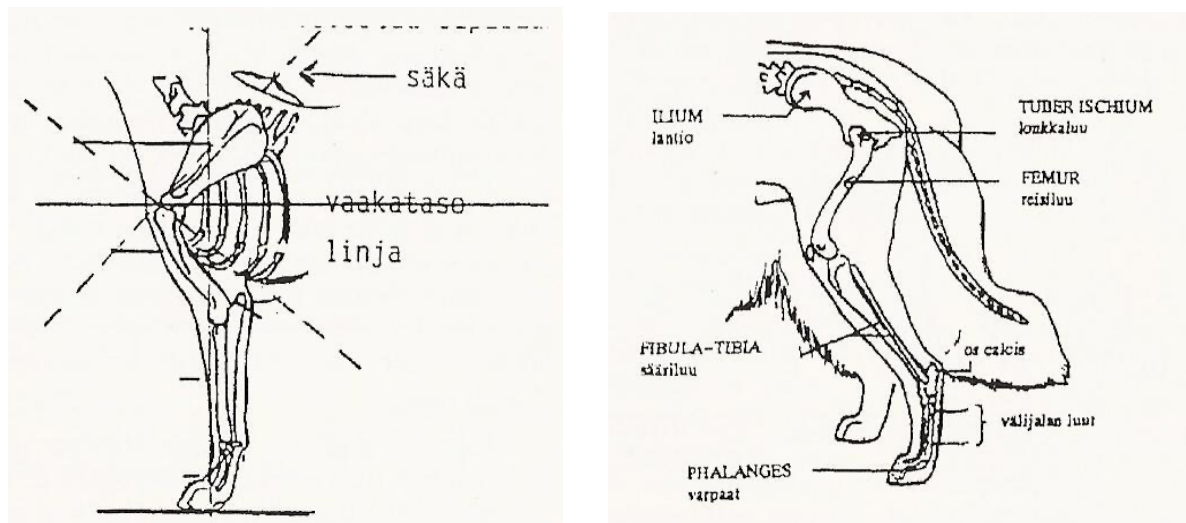 säkä
vaakataso
linja
ILIUM
lantio
TUBER ISCHIUM
lonkkaluu
FEMUR
reisiluu
FIBULA-TIBIA
sääriluu
os calcis
välijalan luut
PHALANGES
varpaat